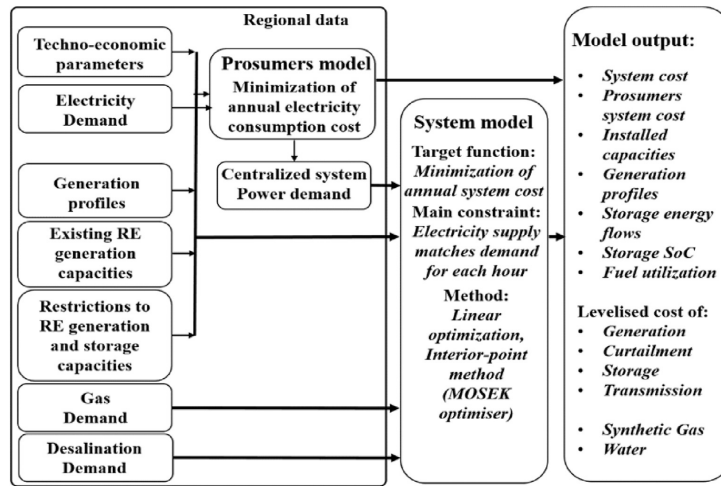 Regional data
Techno-economic
parameters
Electricity
Demand
Generation
profiles
Existing RE
generation
capacities
Restrictions to
RE generation
and storage
capacities
Gas
Demand
Desalination
Demand
Prosumers model
Minimization of
annual electricity
consumption cost
Centralized system
Power demand
System model
Target function:
Minimization of
annual system cost
Main constraint:
Electricity supply
matches demand
for each hour
Method:
Linear
optimization,
Interior-point
method
(MOSEK
optimiser)
Model output:
• System cost
• Prosumers
system cost
• Installed
capacities
• Generation
profiles
• Storage energy
flows
• Storage SoC
• Fuel utilization
Levelised cost of:
• Generation
• Curtailment
• Storage
• Transmission
• Synthetic Gas
• Water